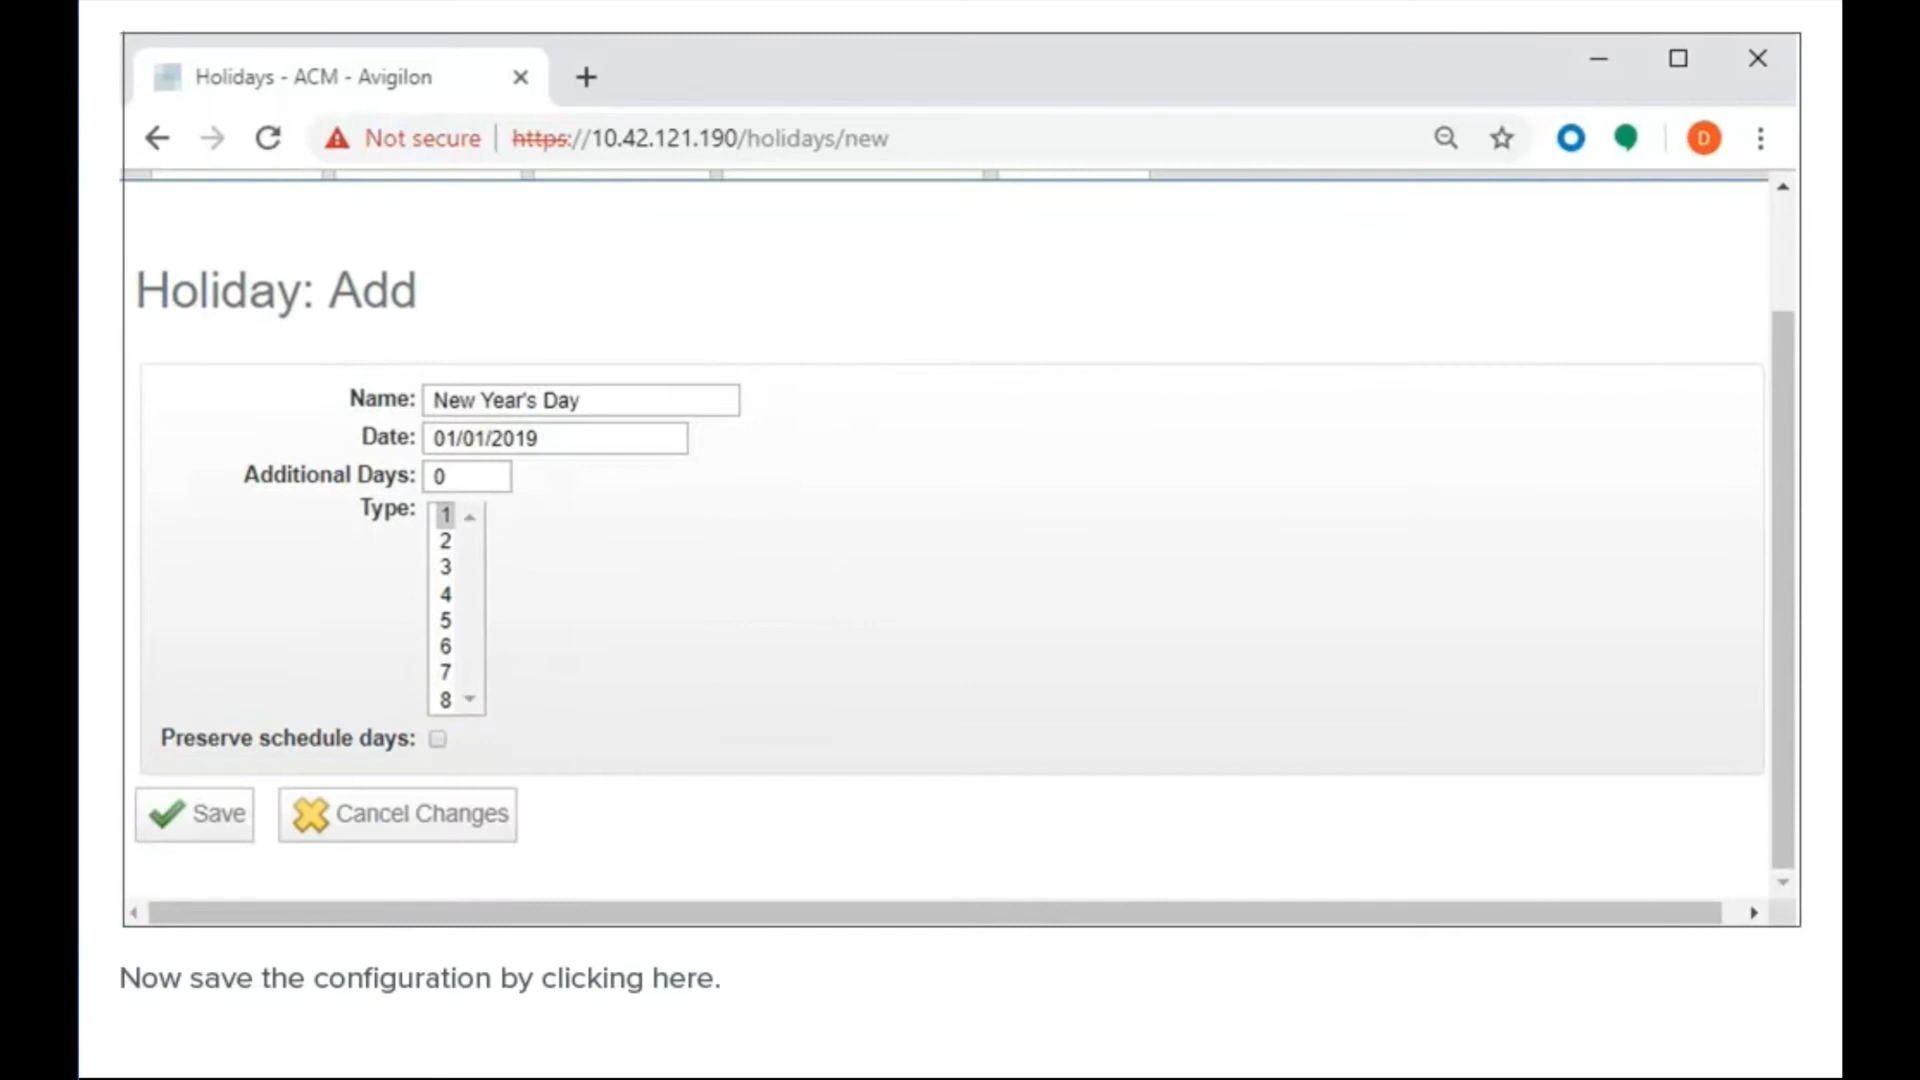 Holidays - ACM - Avigilon
Not secure https://10.42.121.190/holidays/new
D
Holiday: Add
Name: New Year's Day
Date: 01/01/2019
Additional Days: 0
Type: 1
2
3
4
5
6
7
8
Preserve schedule days:
Save Cancel Changes
Now save the configuration by clicking here.